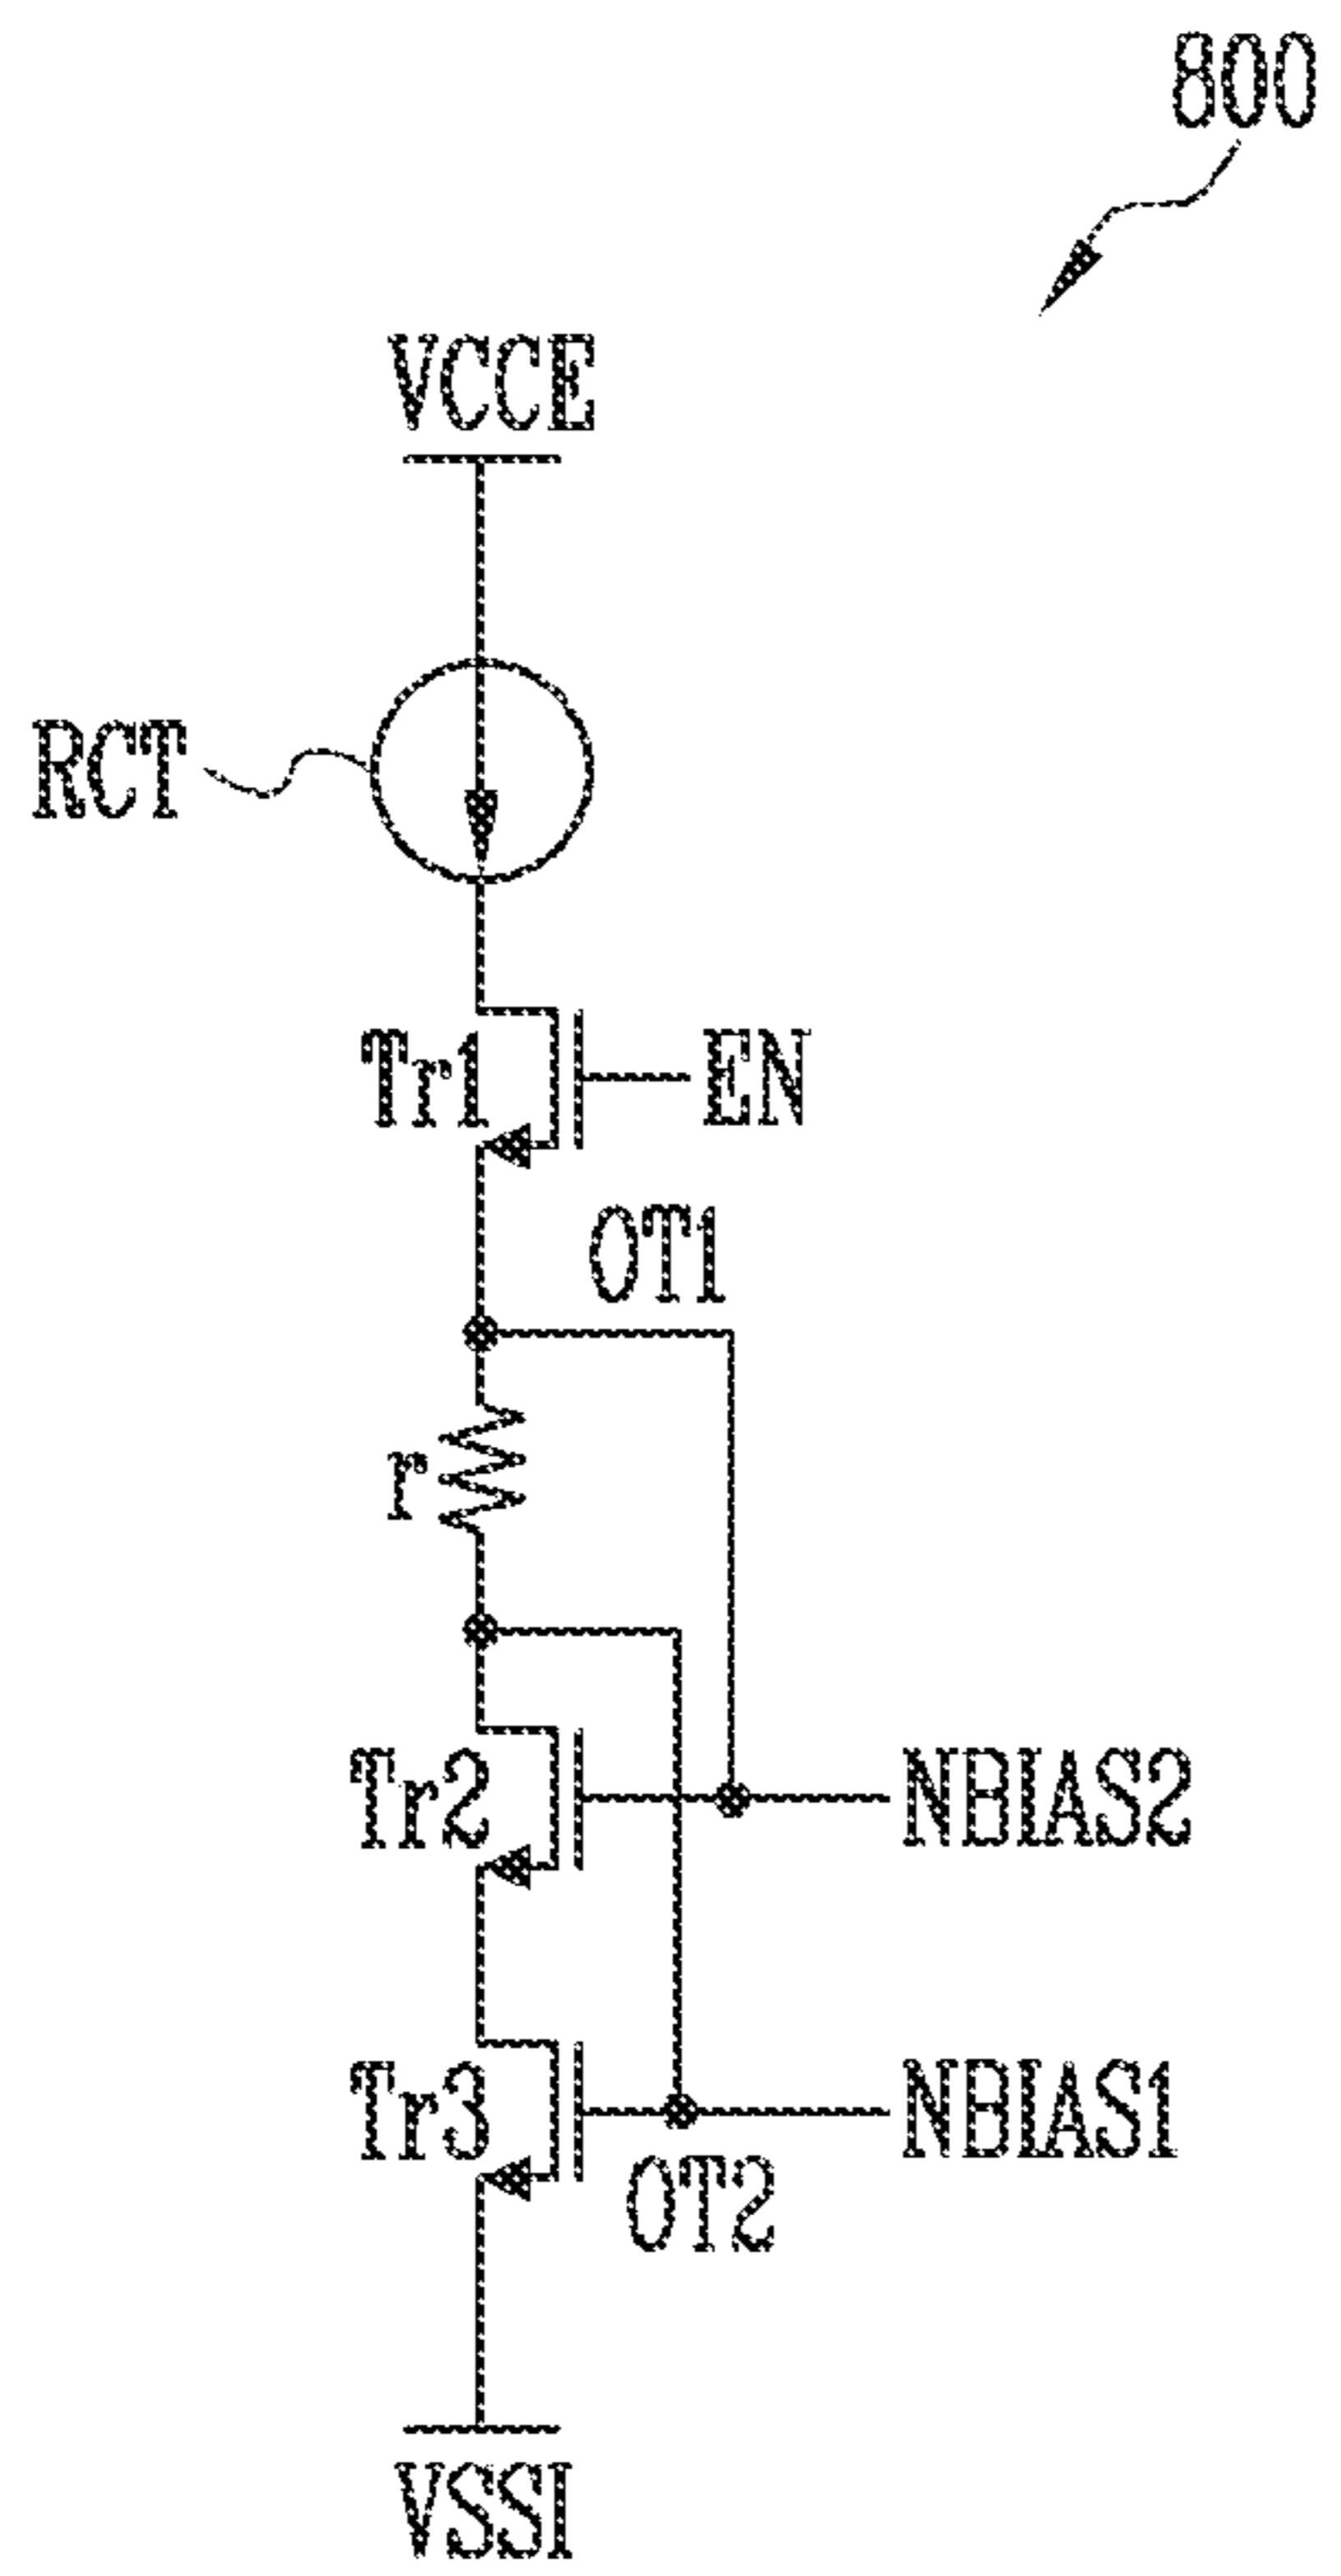 800
VCCE
RCT
Tr1
EN
OT1
r
Tr2
NBIAS2
Tr3
NBIAS1
OT2
VSSI